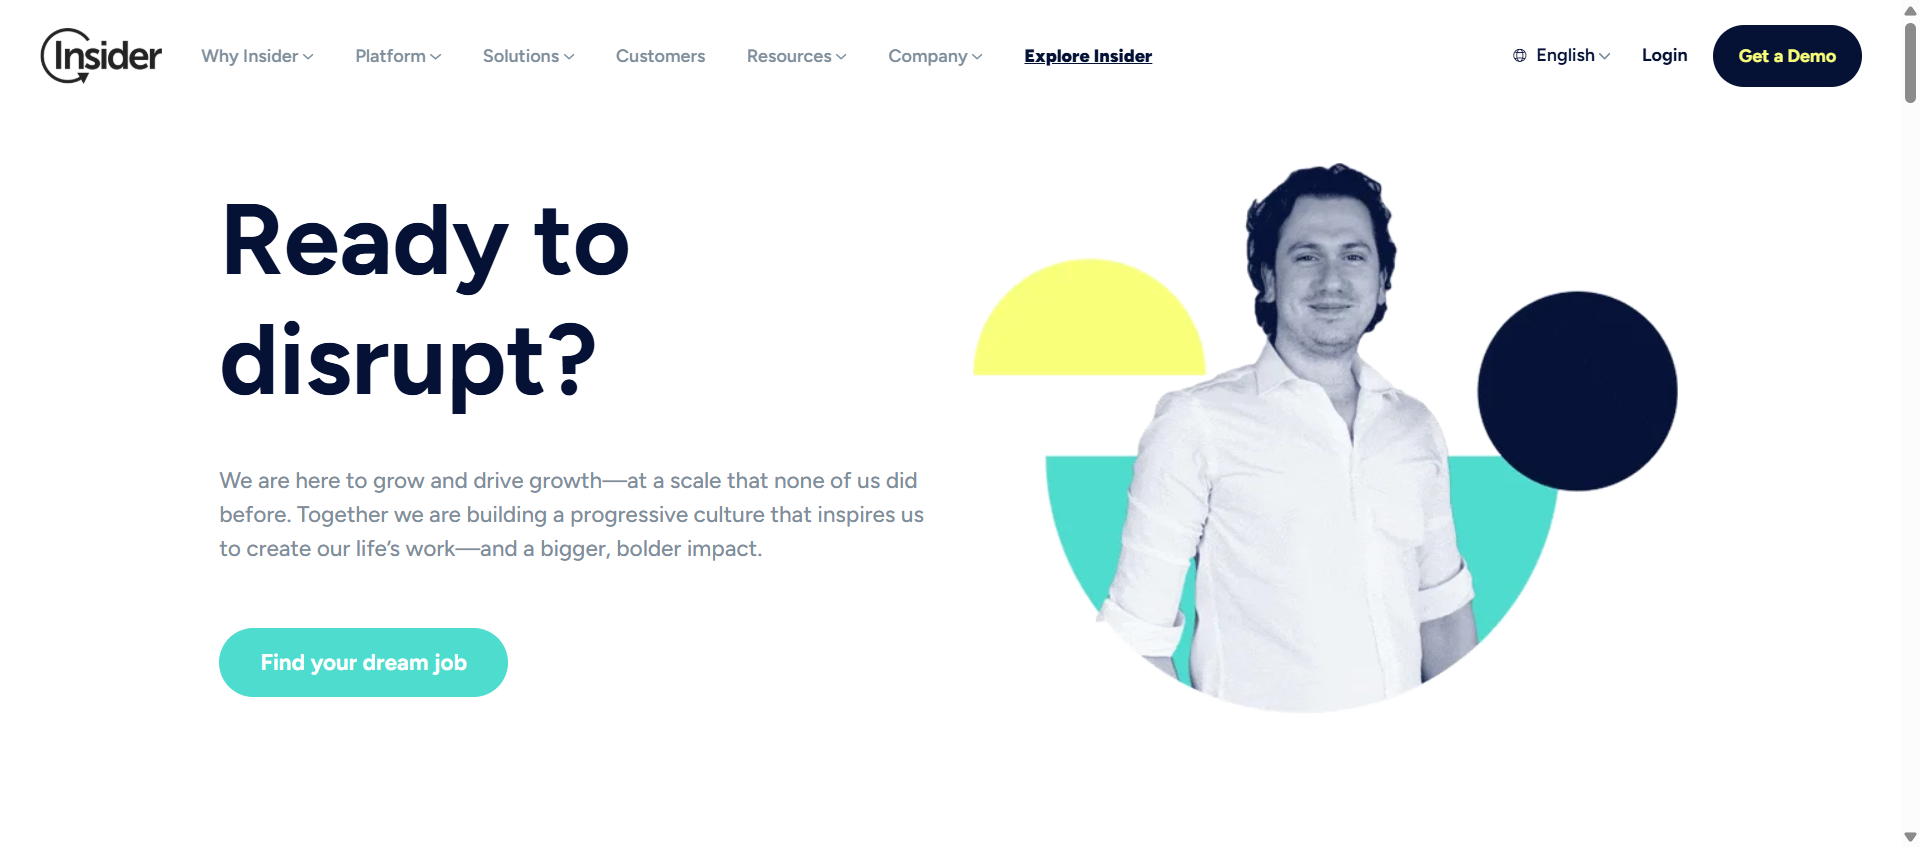 Insider
Why Insider
Platform
Solutions
Customers
Resources
Company
Explore Insider
English
Login
Get a Demo
Ready to
disrupt?
We are here to grow and drive growth—at a scale that none of us did
before. Together we are building a progressive culture that inspires us
to create our life’s work—and a bigger, bolder impact.
Find your dream job